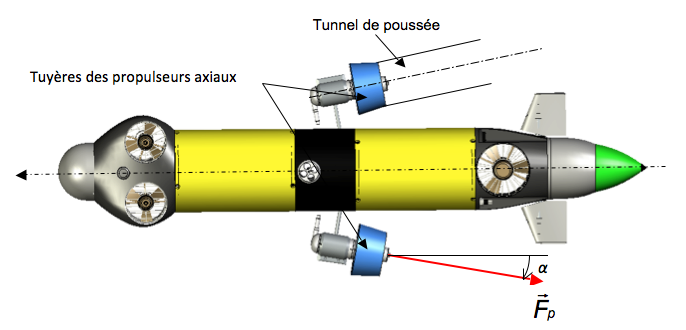 Tunnel de poussée
Tuyères des propulseurs axiaux
α
F⃗p